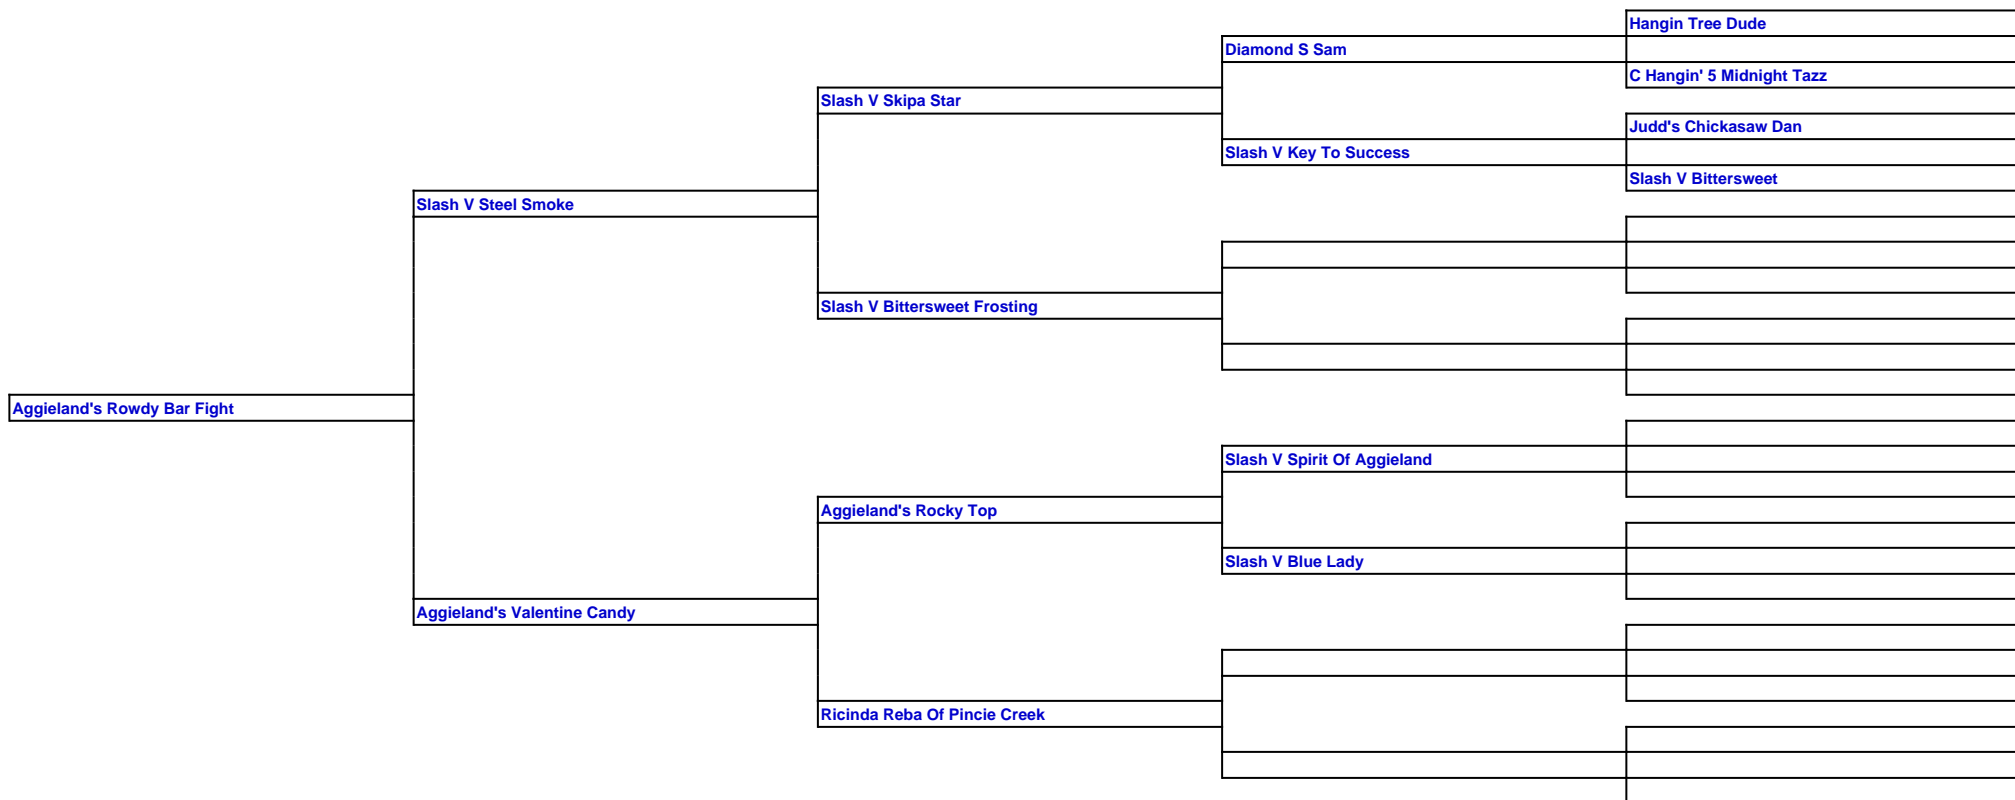 Hangin Tree Dude
Diamond S Sam
C Hangin' 5 Midnight Tazz
Slash V Skipa Star
Judd's Chickasaw Dan
Slash V Key To Success
Slash V Bittersweet
Slash V Steel Smoke
Slash V Bittersweet Frosting
Aggieland's Rowdy Bar Fight
Slash V Spirit Of Aggieland
Aggieland's Rocky Top
Slash V Blue Lady
Aggieland's Valentine Candy
Ricinda Reba Of Pincie Creek